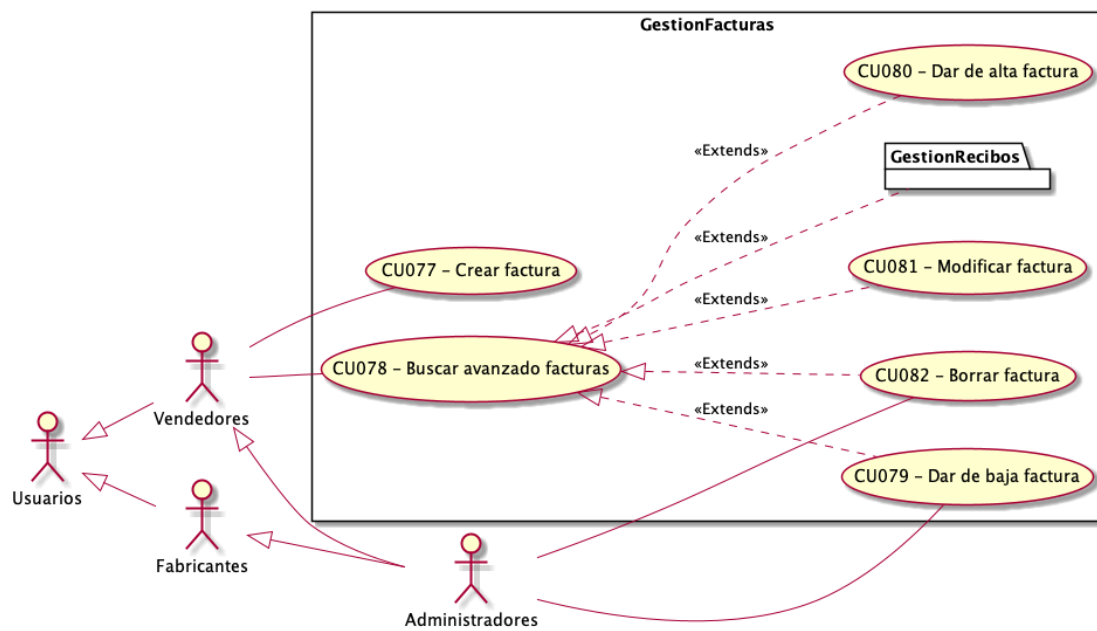 GestionFacturas
CU080 – Dar de alta factura
«Extends»
GestionRecibos
«Extends»
CU077 – Crear factura
CU081 – Modificar factura
«Extends»
CU078 – Buscar avanzado facturas
«Extends»
CU082 – Borrar factura
«Extends»
Vendedores
CU079 – Dar de baja factura
Usuarios
Fabricantes
Administradores